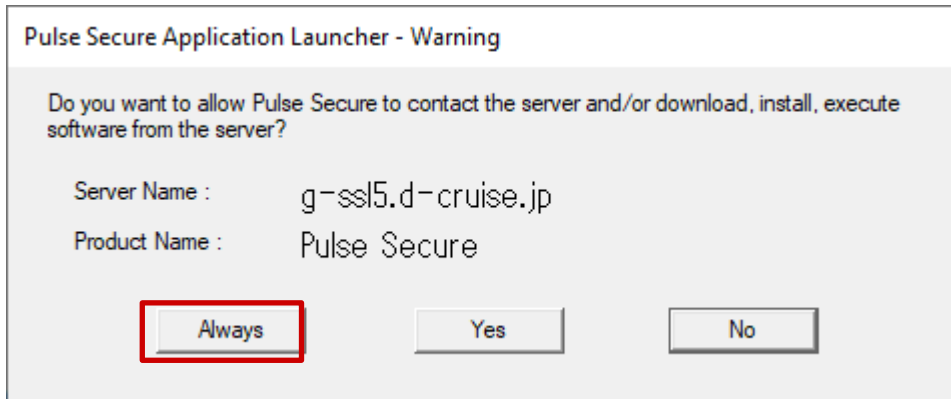 Pulse Secure Application Launcher - Warning
Do you want to allow Pulse Secure to contact the server and/or download, install, execute
software from the server?
Server Name : g-ssl5.d-cruise.jp
Product Name : Pulse Secure
Always Yes No